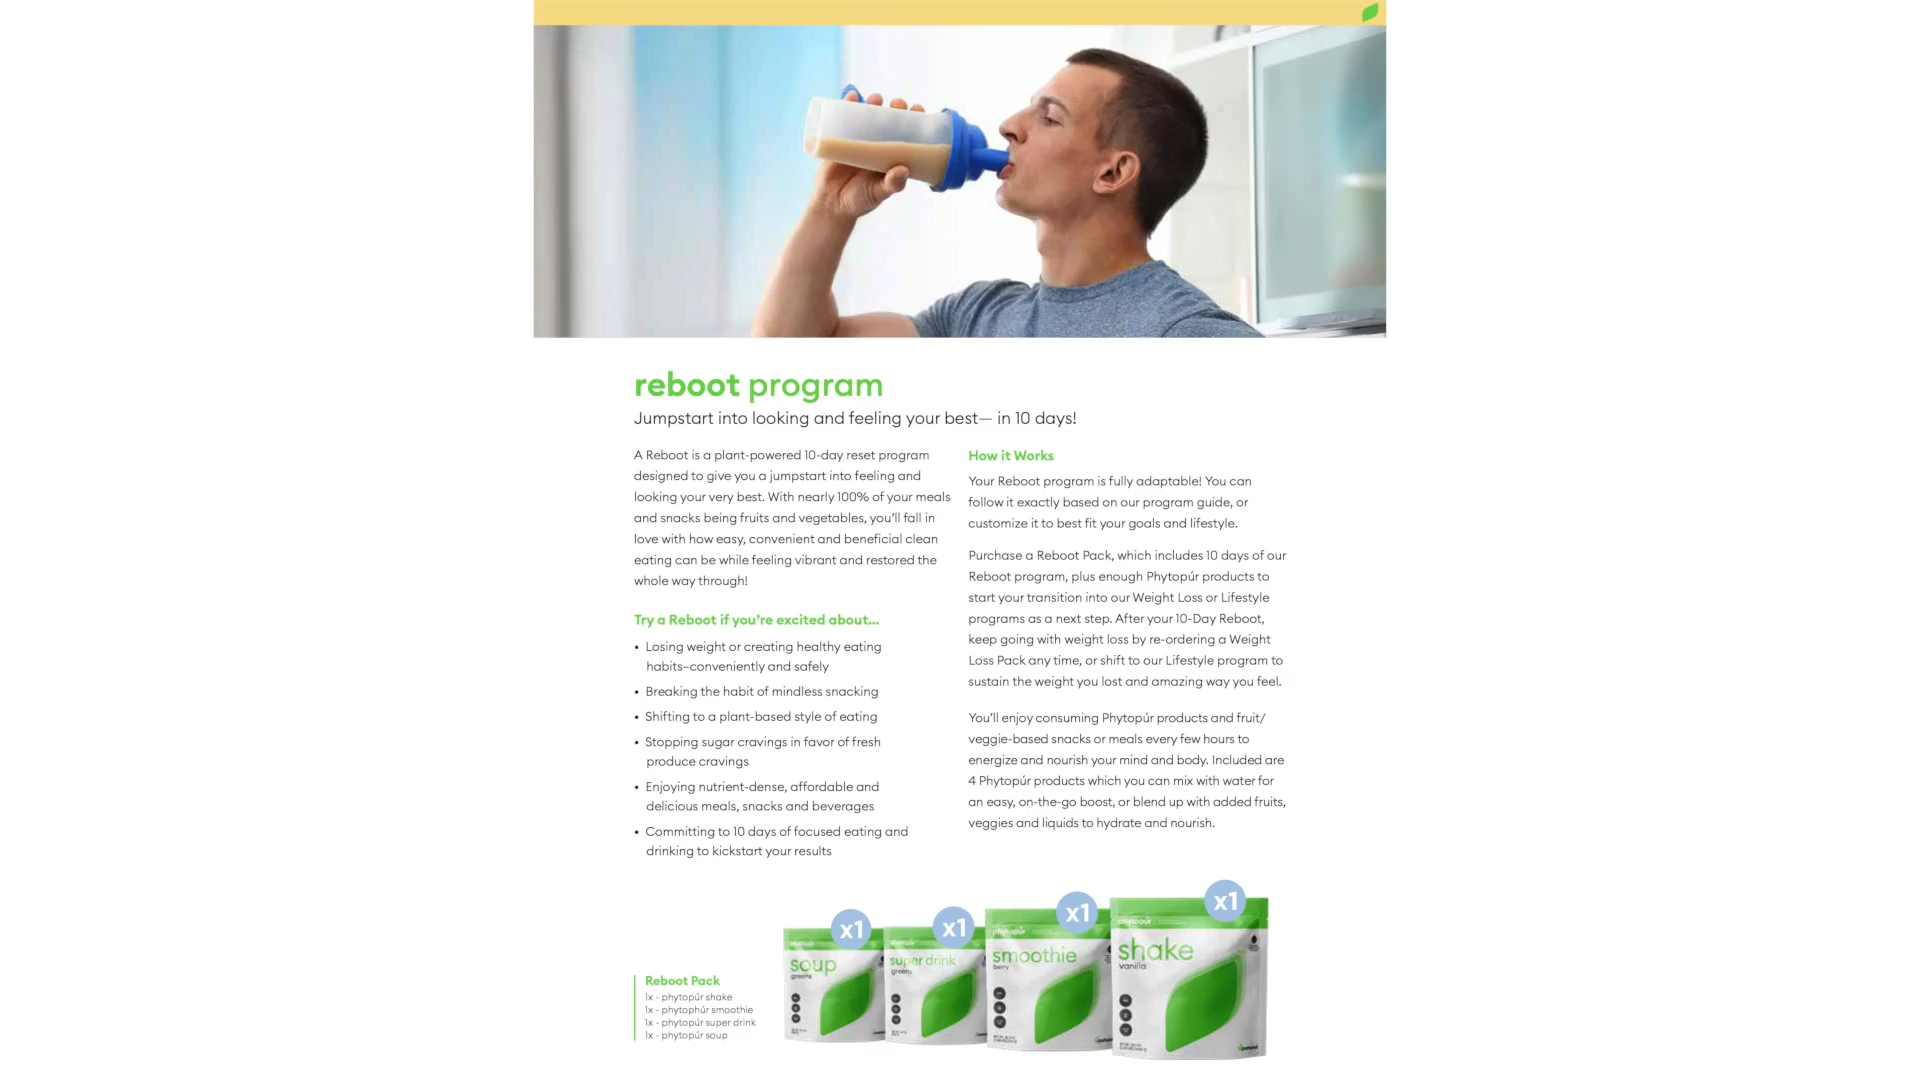 reboot program
Jumpstart into looking and feeling your best— in 10 days!
A Reboot is a plant-powered 10-day reset program
designed to give you a jumpstart into feeling and
looking your very best. With nearly 100% of your meals
and snacks being fruits and vegetables, you'll fall in
love with how easy, convenient and beneficial clean
eating can be while feeling vibrant and restored the
whole way through!
Try a Reboot if you're excited about...
• Losing weight or creating healthy eating
habits–conveniently and safely
• Breaking the habit of mindless snacking
• Shifting to a plant-based style of eating
• Stopping sugar cravings in favor of fresh
produce cravings
• Enjoying nutrient-dense, affordable and
delicious meals, snacks and beverages
• Committing to 10 days of focused eating and
drinking to kickstart your results
How it Works
Your Reboot program is fully adaptable! You can
follow it exactly based on our program guide, or
customize it to best fit your goals and lifestyle.
Purchase a Reboot Pack, which includes 10 days of our
Reboot program, plus enough Phytopúr products to
start your transition into our Weight Loss or Lifestyle
programs as a next step. After your 10-Day Reboot,
keep going with weight loss by re-ordering a Weight
Loss Pack any time, or shift to our Lifestyle program to
sustain the weight you lost and amazing way you feel.
You'll enjoy consuming Phytopúr products and fruit/
veggie-based snacks or meals every few hours to
energize and nourish your mind and body. Included are
4 Phytopúr products which you can mix with water for
an easy, on-the-go boost, or blend up with added fruits,
veggies and liquids to hydrate and nourish.
Reboot Pack
1x - phytopúr shake
1x - phytophúr smoothie
1x - phytopúr super drink
1x - phytopúr soup
x1
phytopúr
soup
greens
x1
phytopúr
super drink
greens
x1
phytopúr
smoothie
berry
x1
phytopúr
shake
vanilla